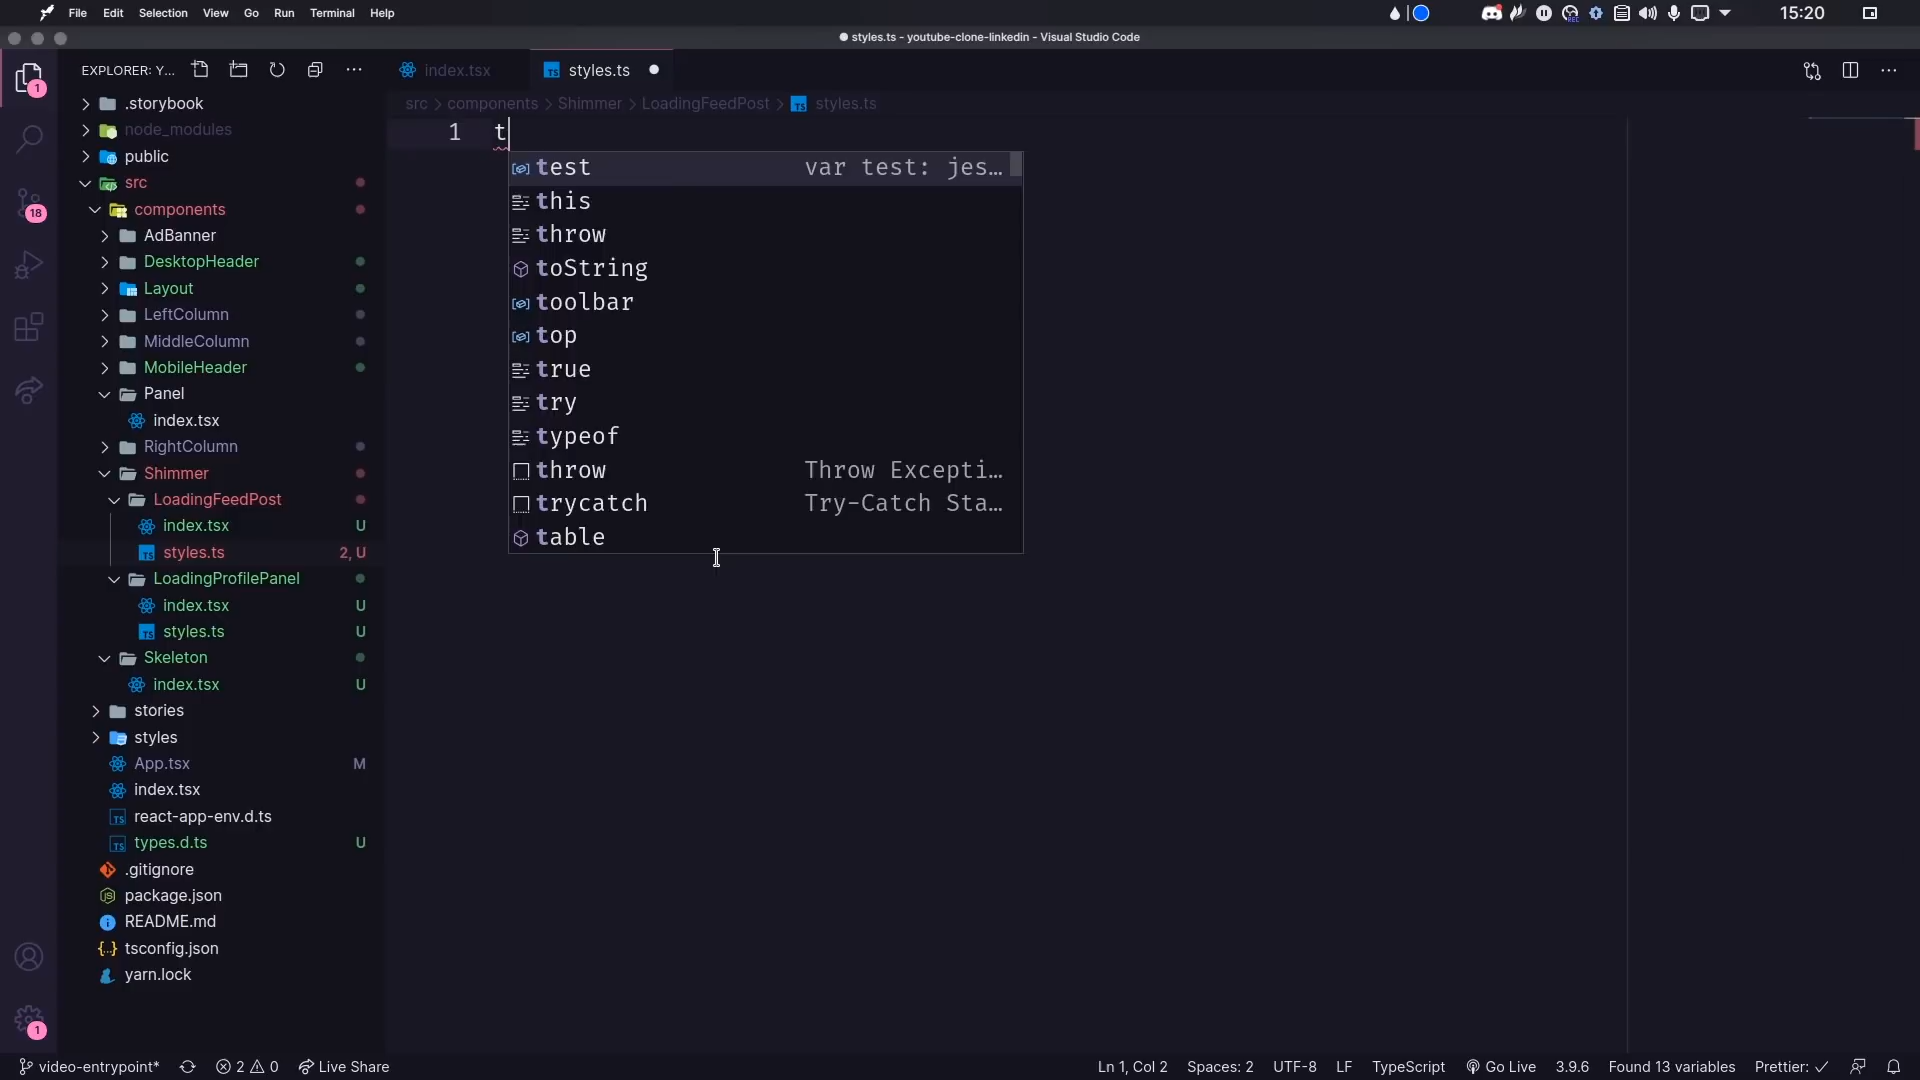 File Edit Selection View Go Run Terminal Help
15:20
styles.ts - youtube-clone-linkedin - Visual Studio Code
EXPLORER: Y...
index.tsx
styles.ts
src > components > Shimmer > LoadingFeedPost > styles.ts
1 t
test var test: jes...
this
throw
toString
toolbar
top
true
try
typeof
throw Throw Excepti...
trycatch Try-Catch Sta...
table
1
18
.storybook
node_modules
public
src
components
AdBanner
DesktopHeader
Layout
LeftColumn
MiddleColumn
MobileHeader
Panel
index.tsx
RightColumn
Shimmer
LoadingFeedPost
index.tsx U
styles.ts 2, U
LoadingProfilePanel
index.tsx U
styles.ts U
Skeleton
index.tsx U
stories
styles
App.tsx M
index.tsx
react-app-env.d.ts
types.d.ts U
.gitignore
package.json
README.md
tsconfig.json
yarn.lock
1
video-entrypoint* 2 0 Live Share
Ln 1, Col 2 Spaces: 2 UTF-8 LF TypeScript Go Live 3.9.6 Found 13 variables Prettier: ✓